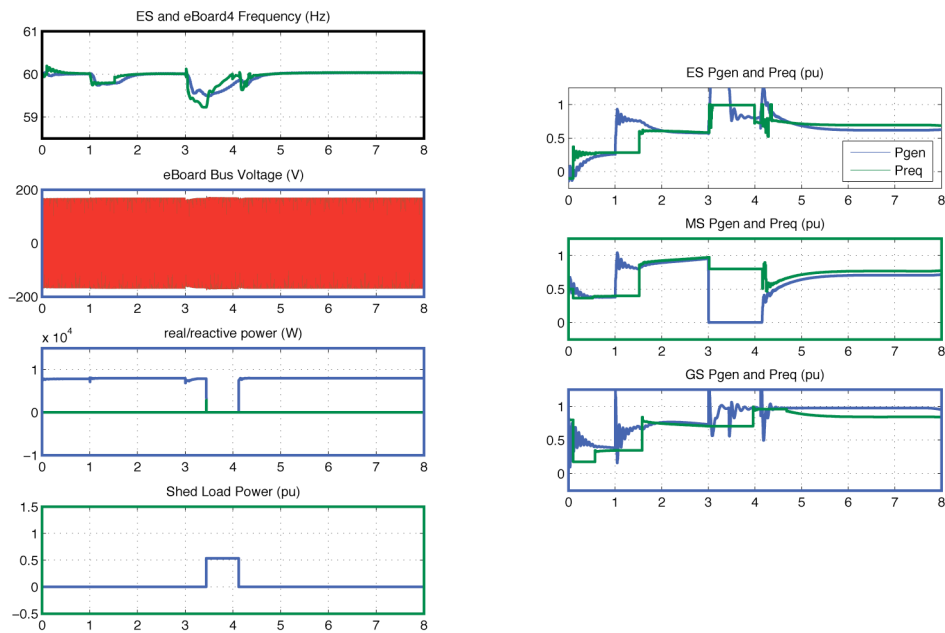 ES and eBoard4 Frequency (Hz)
61
60
59
0 1 2 3 4 5 6 7 8
eBoard Bus Voltage (V)
200
0
−200
0 1 2 3 4 5 6 7 8
real/reactive power (W)
x 10^4
1
0
−1
0 1 2 3 4 5 6 7 8
Shed Load Power (pu)
1.5
1
0.5
0
−0.5
0 1 2 3 4 5 6 7 8
ES Pgen and Preq (pu)
1
0.5
0
Pgen
Preq
0 1 2 3 4 5 6 7 8
MS Pgen and Preq (pu)
1
0.5
0
0 1 2 3 4 5 6 7 8
GS Pgen and Preq (pu)
1
0.5
0
0 1 2 3 4 5 6 7 8